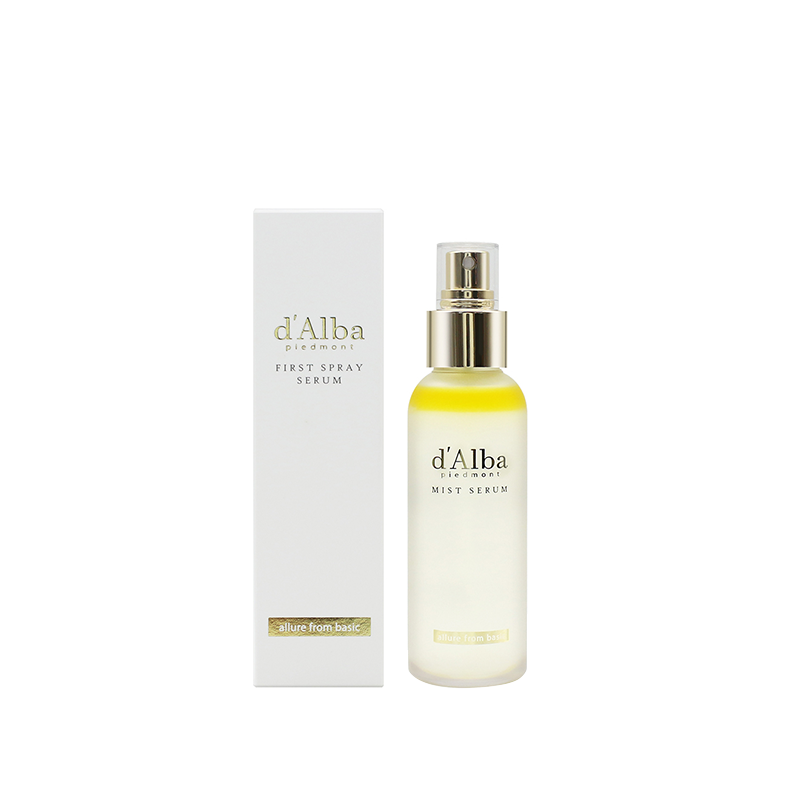 d'Alba
piedmont
FIRST SPRAY
SERUM
allure from basic
d'Alba
piedmont
MIST SERUM
allure from basic